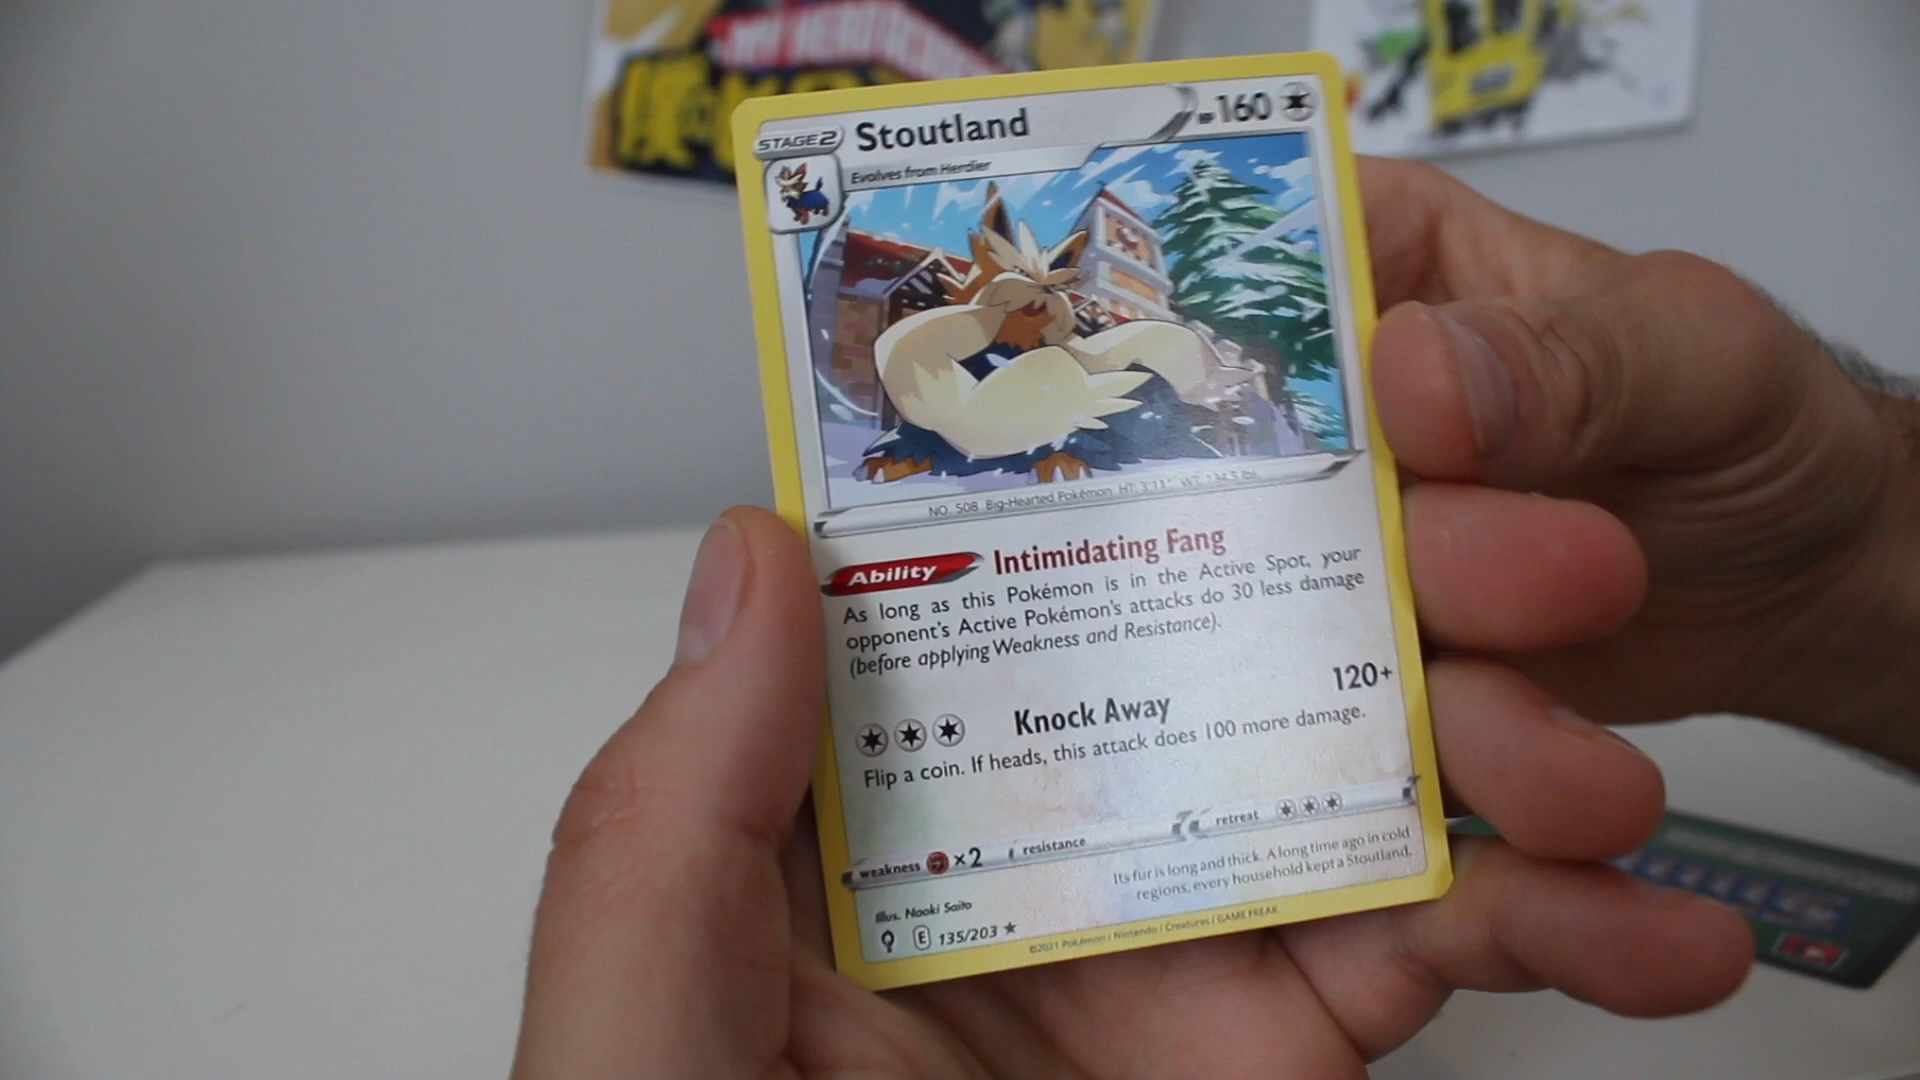 MY HERO
STAGE2 Stoutland HP 160
Evolves from Herdier
NO. 508 Big-Hearted Pokémon HT: 3'11" WT: 134.5 lbs.
Ability Intimidating Fang
As long as this Pokémon is in the Active Spot, your
opponent's Active Pokémon's attacks do 30 less damage
(before applying Weakness and Resistance).
Knock Away 120+
Flip a coin. If heads, this attack does 100 more damage.
weakness ×2 resistance retreat
Its fur is long and thick. A long time ago in cold
regions, every household kept a Stoutland.
Illus. Naoki Saito
E 135/203 ★
©2021 Pokémon / Nintendo / Creatures / GAME FREAK